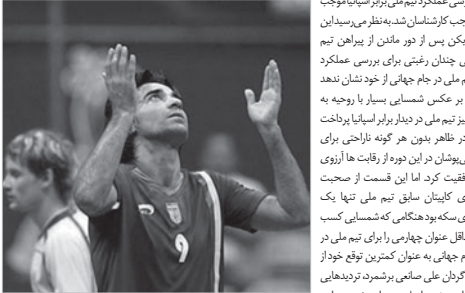 رسی عملکرد تیم ملی برابر اسپانیا موجب
جب کارشناسان شد. به نظر می‌رسید این
یکن پس از دور ماندن از پیراهن تیم
ی چندان رغبتی برای بررسی عملکرد
م ملی در جام جهانی از خود نشان ندهد
بر عکس شمسایی بسیار با روحیه به
یز تیم ملی در دیدار برابر اسپانیا پرداخت
در ظاهر بدون هر گونه ناراحتی برای
ی‌پوشان در این دوره از رقابت ها آرزوی
فقیت کرد. اما این قسمت از صحبت
ی کاپیتان سابق تیم ملی تنها یک
ی سکه بود هنگامی که شمسایی کسب
اقل عنوان چهارمی را برای تیم ملی در
م جهانی به عنوان کمترین توقع خود از
گردان علی صانعی برشمرد، تردیدهایی
9